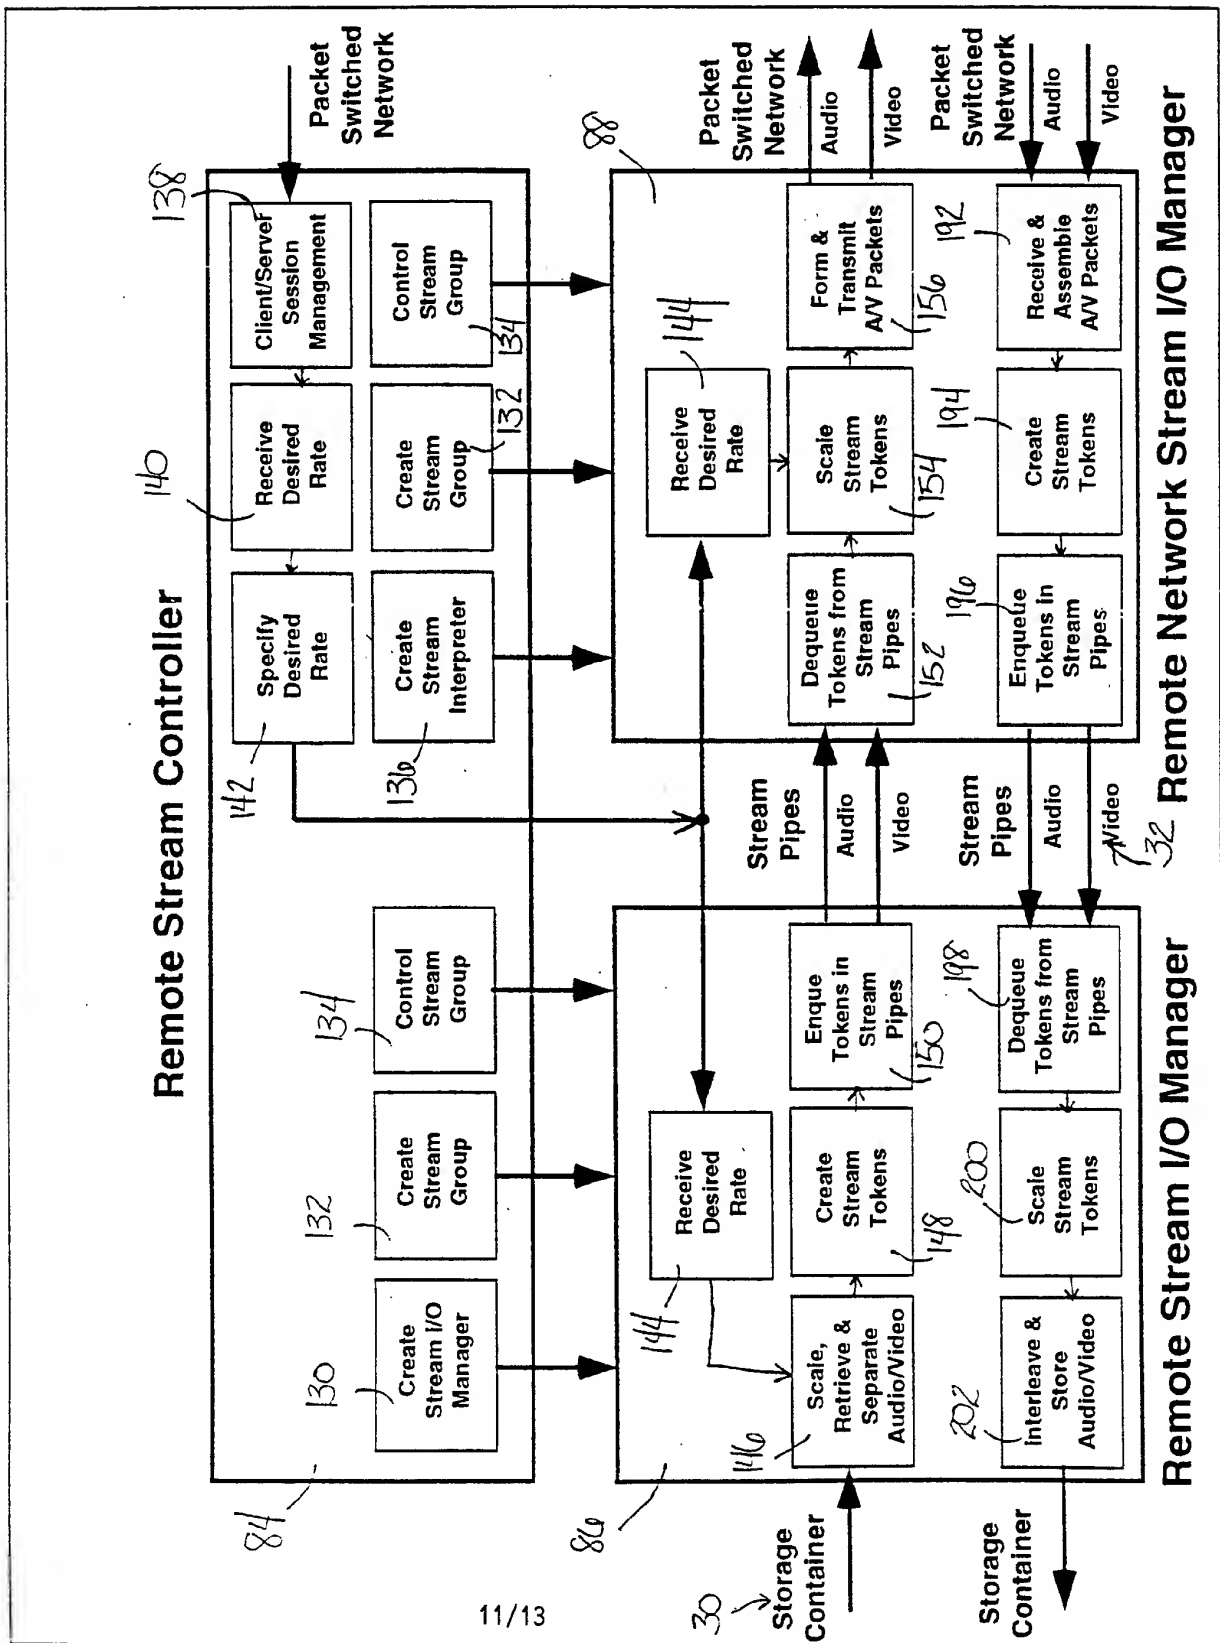 Remote Stream Controller
84
130
Create
Stream I/O
Manager
132
Create
Stream
Group
134
Control
Stream
Group
142
Specify
Desired
Rate
140
Receive
Desired
Rate
138
Client/Server
Session
Management
Packet
Switched
Network
136
Create
Stream
Interpreter
Create
Stream
Group
132
Control
Stream
Group
134
86
144
Receive
Desired
Rate
88
Receive
Desired
Rate
144
30
Storage
Container
146
Scale,
Retrieve &
Separate
Audio/Video
Create
Stream
Tokens
148
Enque
Tokens in
Stream
Pipes
150
Stream
Pipes
Audio
Video
Dequeue
Tokens from
Stream
Pipes
152
Scale
Stream
Tokens
154
Form &
Transmit
A/V Packets
156
Packet
Switched
Network
Audio
Video
Storage
Container
202
Interleave &
Store
Audio/Video
200
Scale
Stream
Tokens
198
Dequeue
Tokens from
Stream
Pipes
Stream
Pipes
Audio
Video
32
196
Enqueue
Tokens in
Stream
Pipes
194
Create
Stream
Tokens
192
Receive &
Assemble
A/V Packets
Packet
Switched
Network
Audio
Video
Remote Stream I/O Manager
Remote Network Stream I/O Manager
11/13